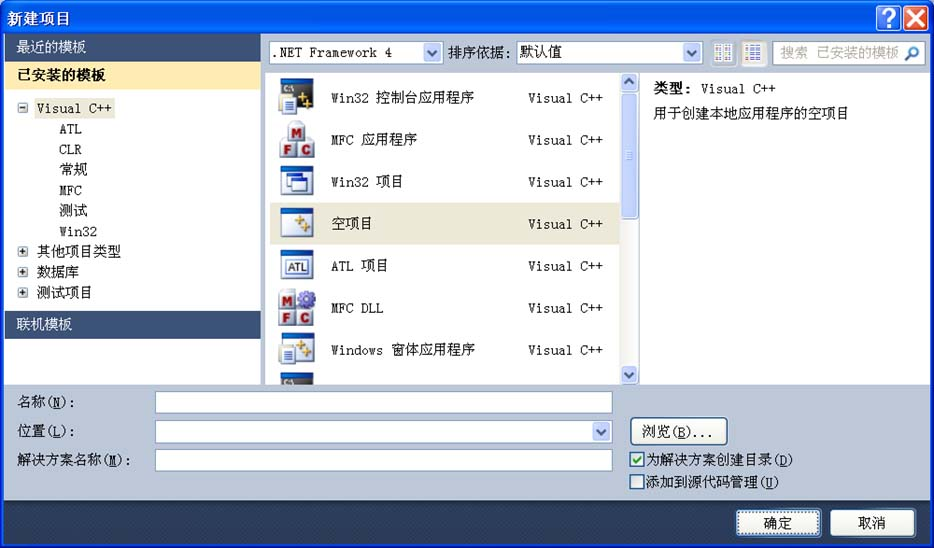 新建项目
最近的模板
已安装的模板
Visual C++
ATL
CLR
常规
MFC
测试
Win32
其他项目类型
数据库
测试项目
联机模板
.NET Framework 4 排序依据: 默认值 搜索 已安装的模板
Win32 控制台应用程序 Visual C++
MFC 应用程序 Visual C++
Win32 项目 Visual C++
空项目 Visual C++
ATL 项目 Visual C++
MFC DLL Visual C++
Windows 窗体应用程序 Visual C++
类型: Visual C++
用于创建本地应用程序的空项目
名称(N):
位置(L): 浏览(B)...
解决方案名称(M): 为解决方案创建目录(D)
添加到源代码管理(U)
确定 取消